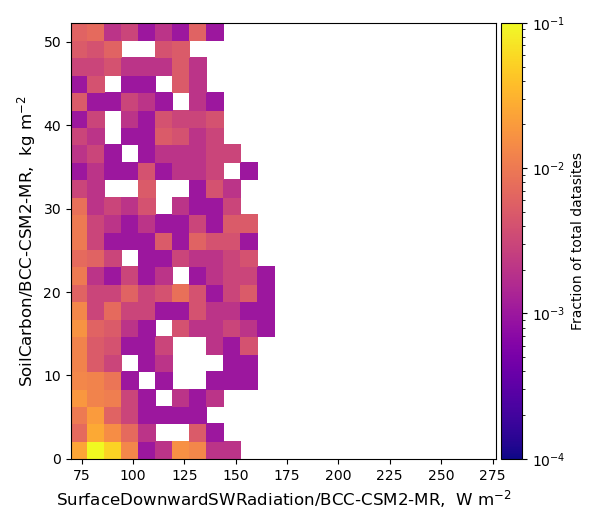 50
40
30
20
10
0
SoilCarbon/BCC-CSM2-MR, kg m⁻²
75 100 125 150 175 200 225 250 275
SurfaceDownwardSWRadiation/BCC-CSM2-MR, W m⁻²
10⁻¹
10⁻²
10⁻³
10⁻⁴
Fraction of total datasites